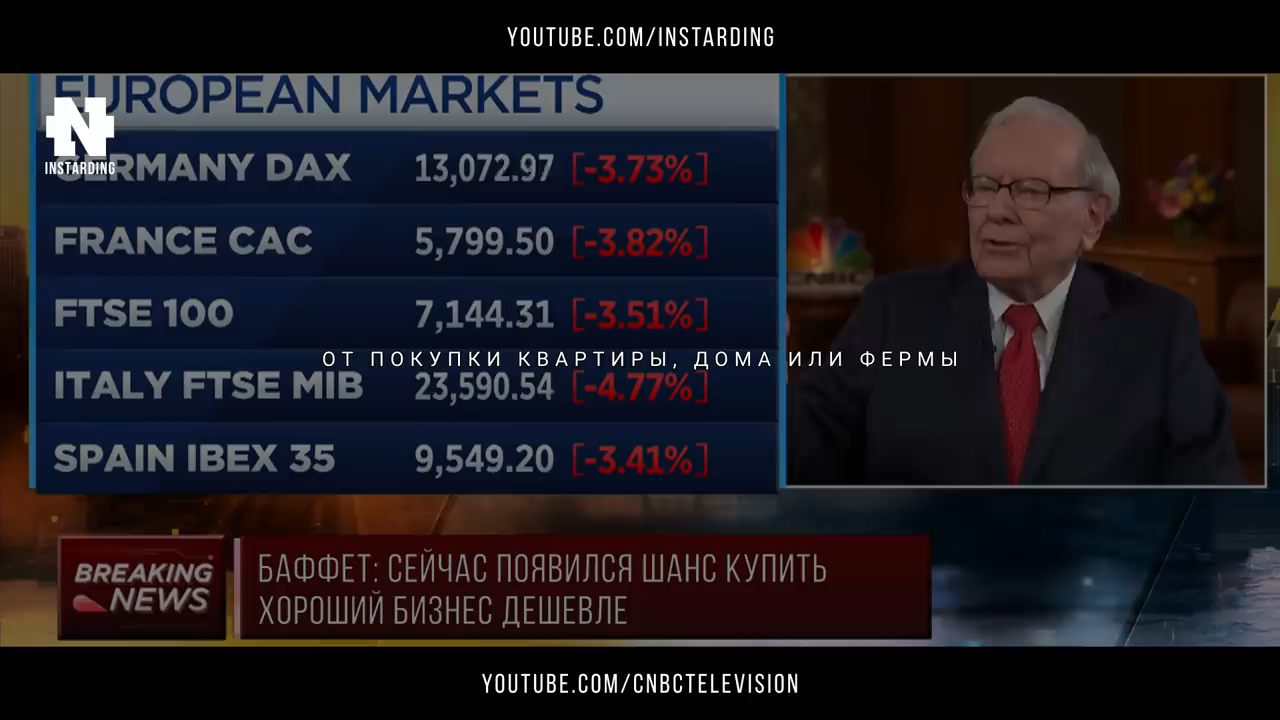 YOUTUBE.COM/INSTARDING
EUROPEAN MARKETS
N
INSTARDING
GERMANY DAX 13,072.97 [-3.73%]
FRANCE CAC 5,799.50 [-3.82%]
FTSE 100 7,144.31 [-3.51%]
CNBC
ОТ ПОКУПКИ КВАРТИРЫ, ДОМА ИЛИ ФЕРМЫ
ITALY FTSE MIB 23,590.54 [-4.77%]
SPAIN IBEX 35 9,549.20 [-3.41%]
BREAKING
NEWS
БАФФЕТ: СЕЙЧАС ПОЯВИЛСЯ ШАНС КУПИТЬ
ХОРОШИЙ БИЗНЕС ДЕШЕВЛЕ
YOUTUBE.COM/CNBCTELEVISION